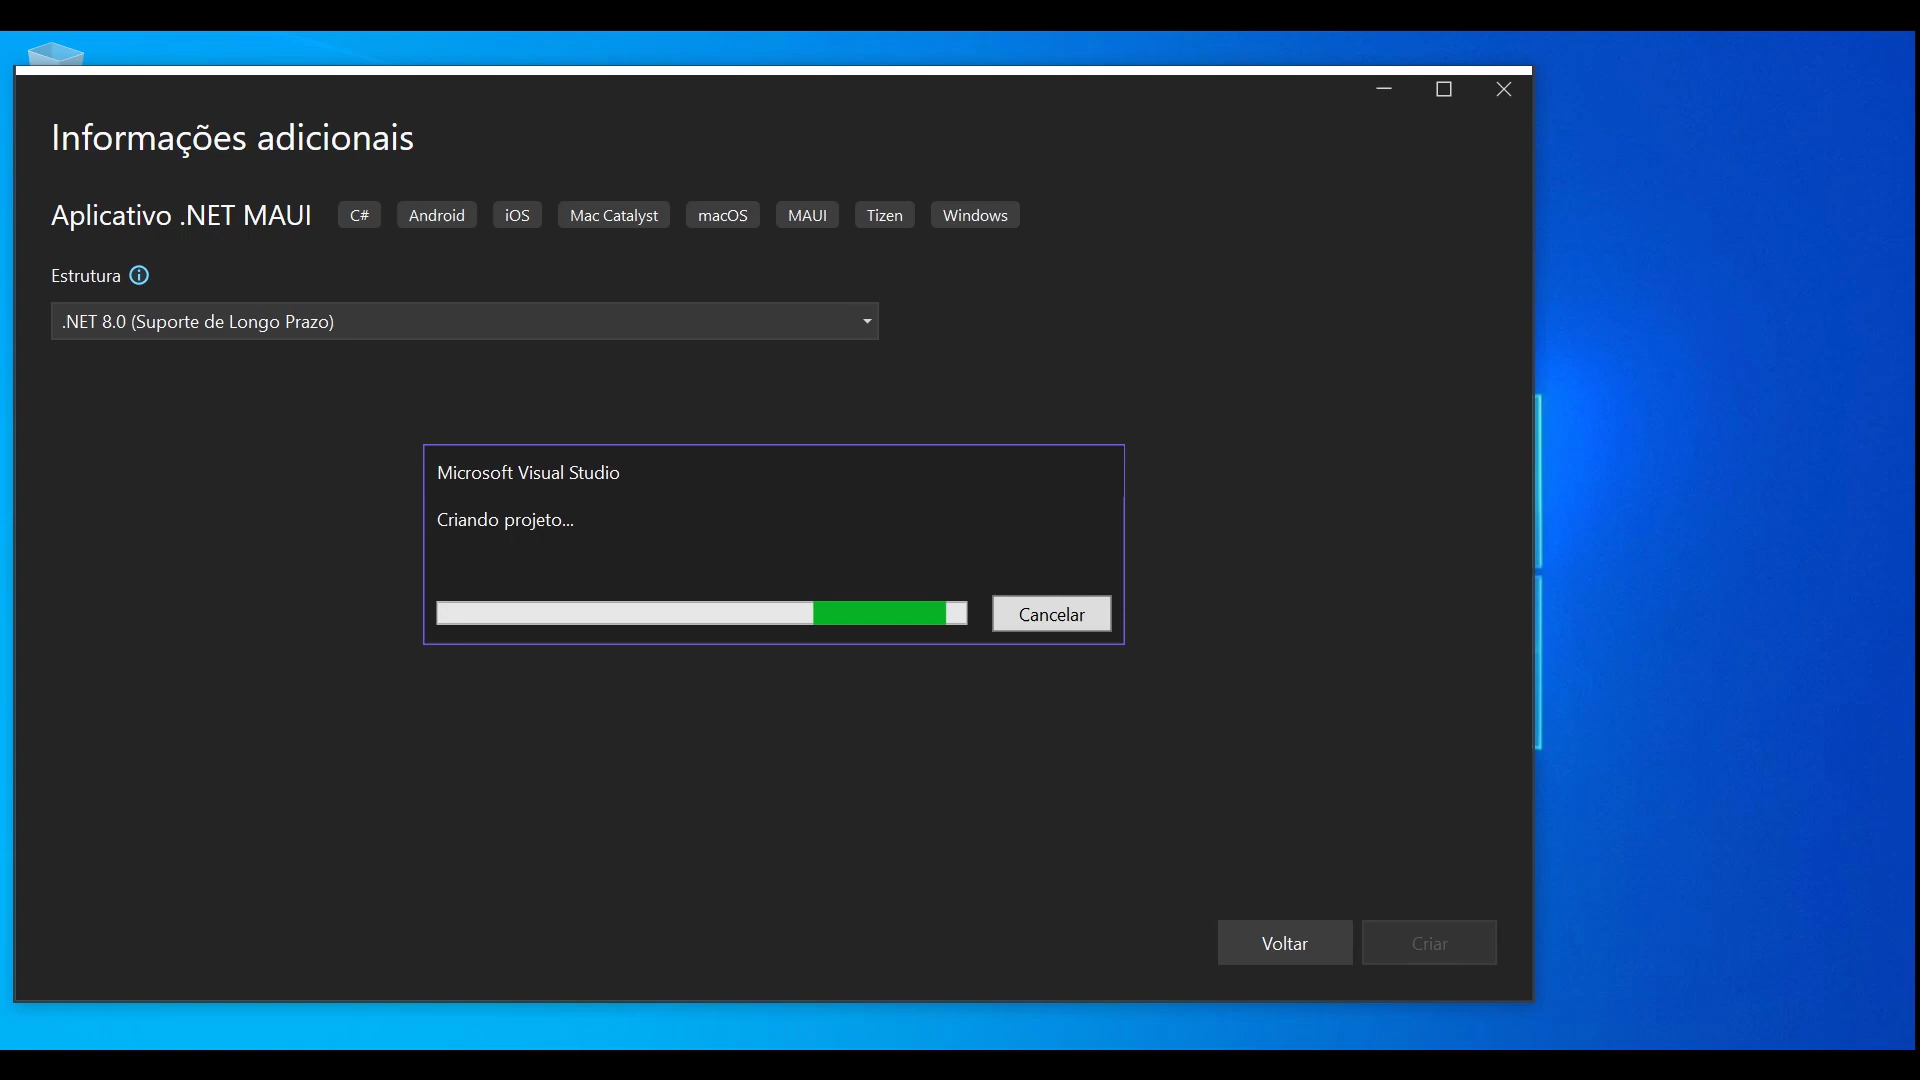 Informações adicionais
Aplicativo .NET MAUI C# Android iOS Mac Catalyst macOS MAUI Tizen Windows
Estrutura
.NET 8.0 (Suporte de Longo Prazo)
Microsoft Visual Studio
Criando projeto...
Cancelar
Voltar Criar